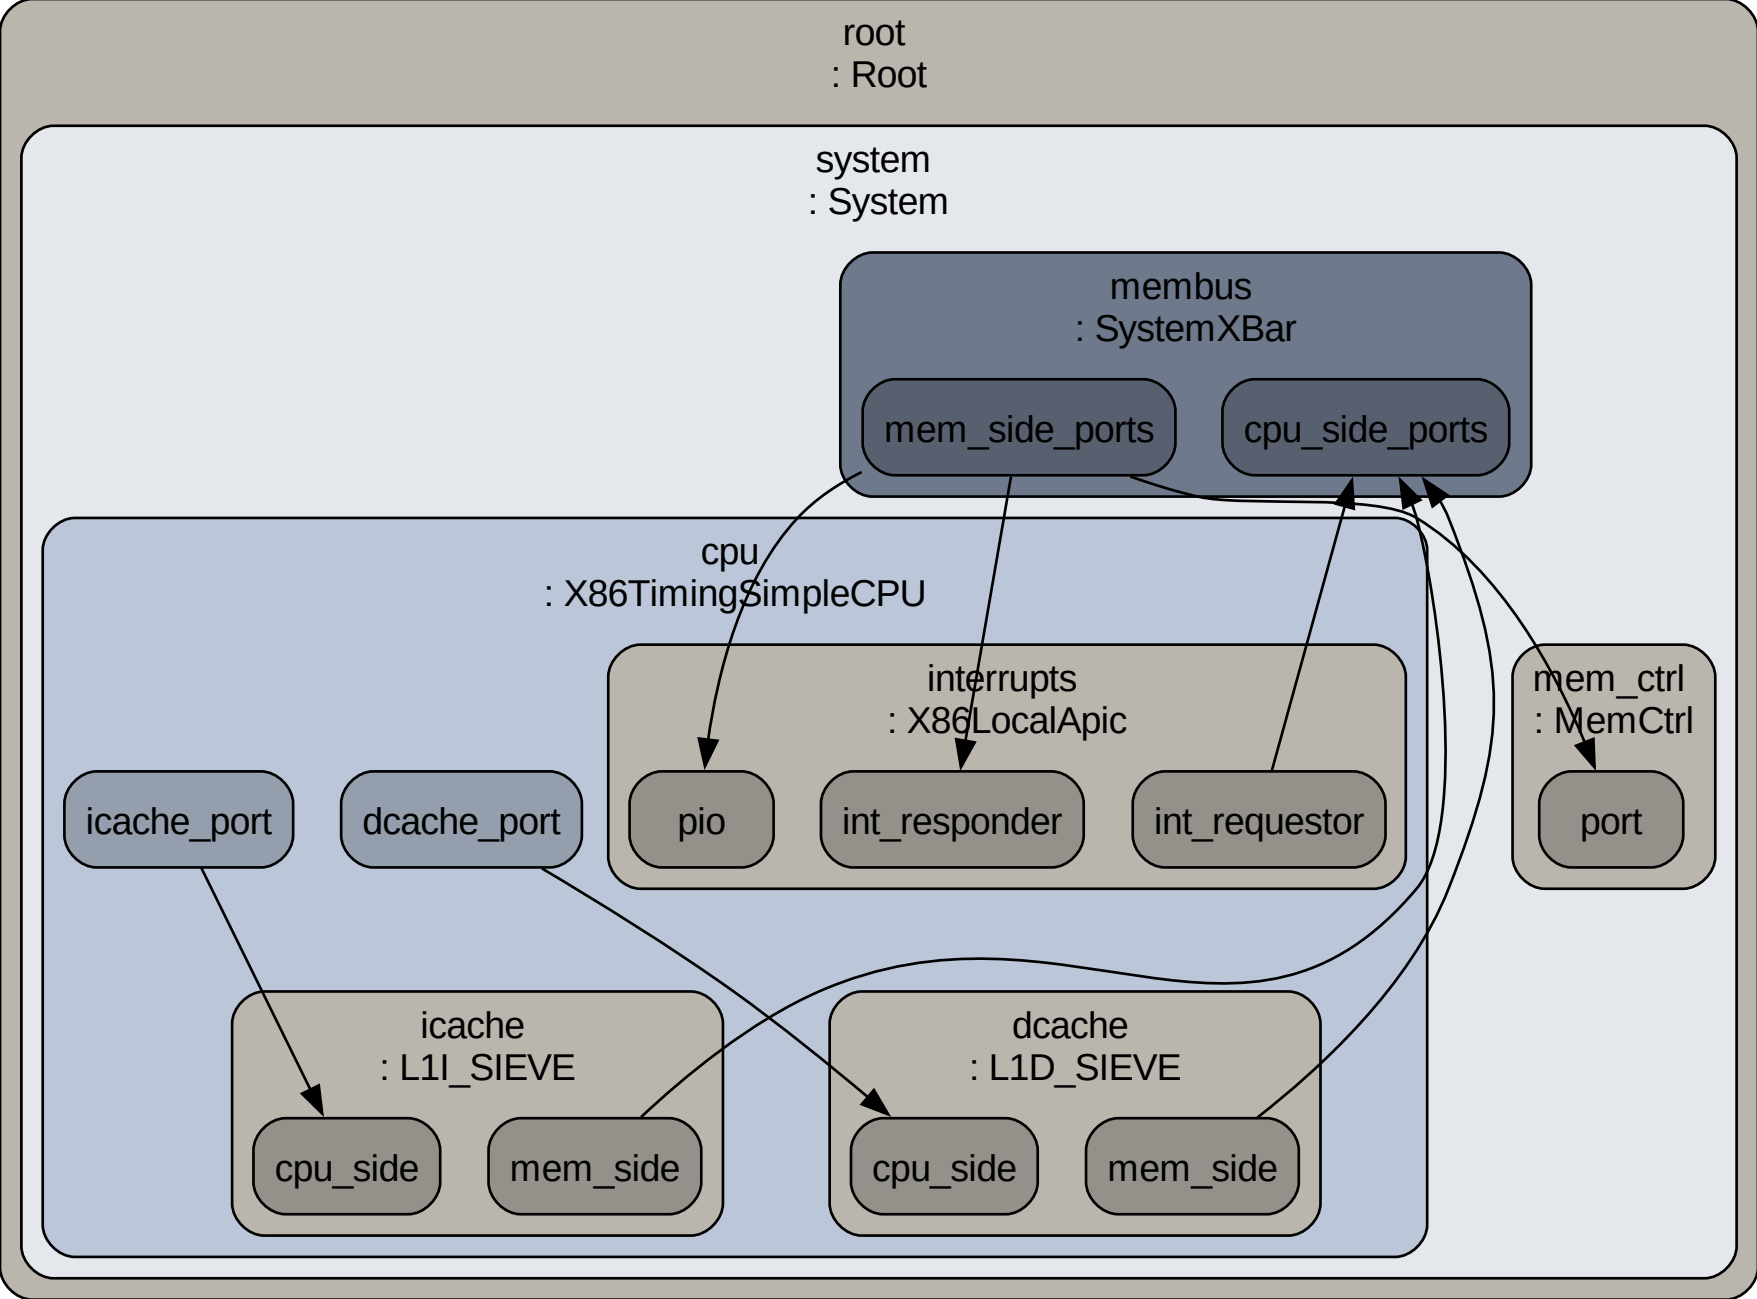 root
: Root
system
: System
membus
: SystemXBar
mem_side_ports
cpu_side_ports
cpu
: X86TimingSimpleCPU
interrupts
: X86LocalApic
mem_ctrl
: MemCtrl
icache_port
dcache_port
pio
int_responder
int_requestor
port
icache
: L1I_SIEVE
dcache
: L1D_SIEVE
cpu_side
mem_side
cpu_side
mem_side